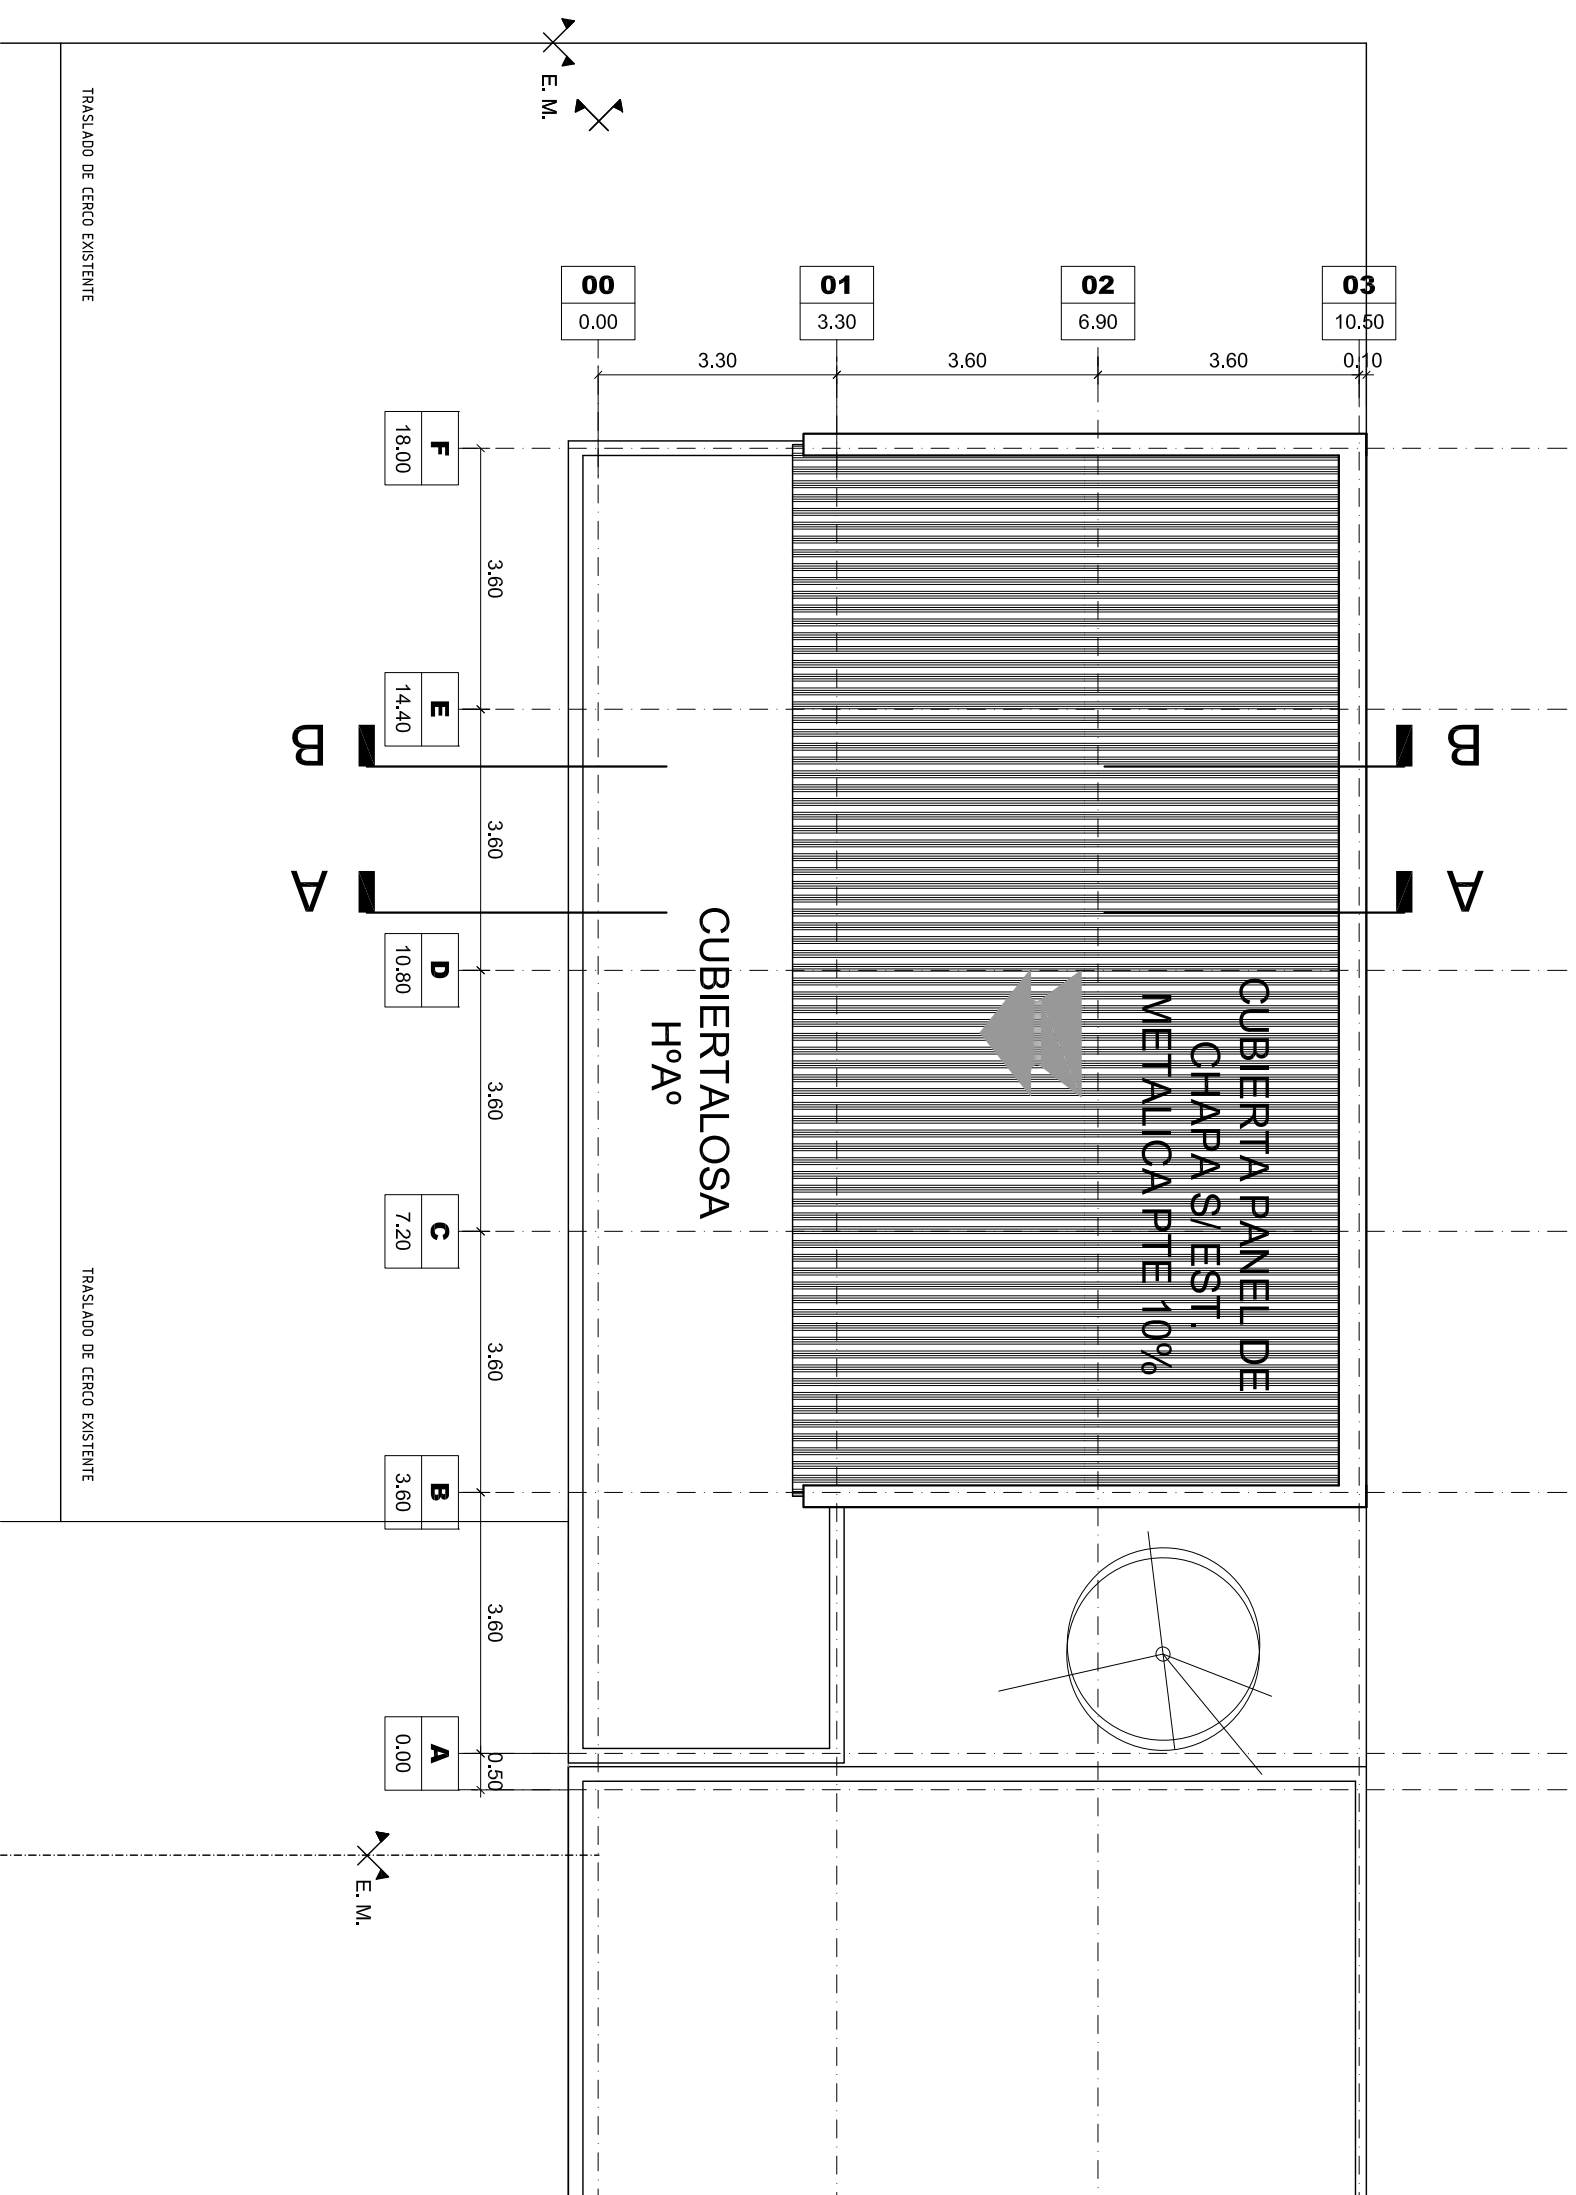 E. M.
TRASLADO DE CERCO EXISTENTE
00
0.00
01
3.30
02
6.90
03
10.50
3.30
3.60
3.60
0.10
F
18.00
3.60
E
14.40
B
B
3.60
A
A
D
10.80
CUBIERTA PANEL DE
CHAPA S/ EST.
METALICA PTE 10%
CUBIERTALOSA
HºAº
3.60
C
7.20
3.60
TRASLADO DE CERCO EXISTENTE
B
3.60
3.60
A
0.00
0.50
E. M.